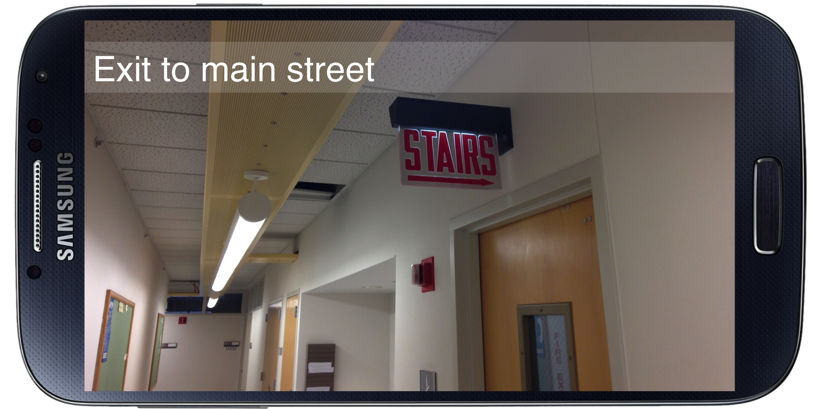 Exit to main street
STAIRS
SAMSUNG